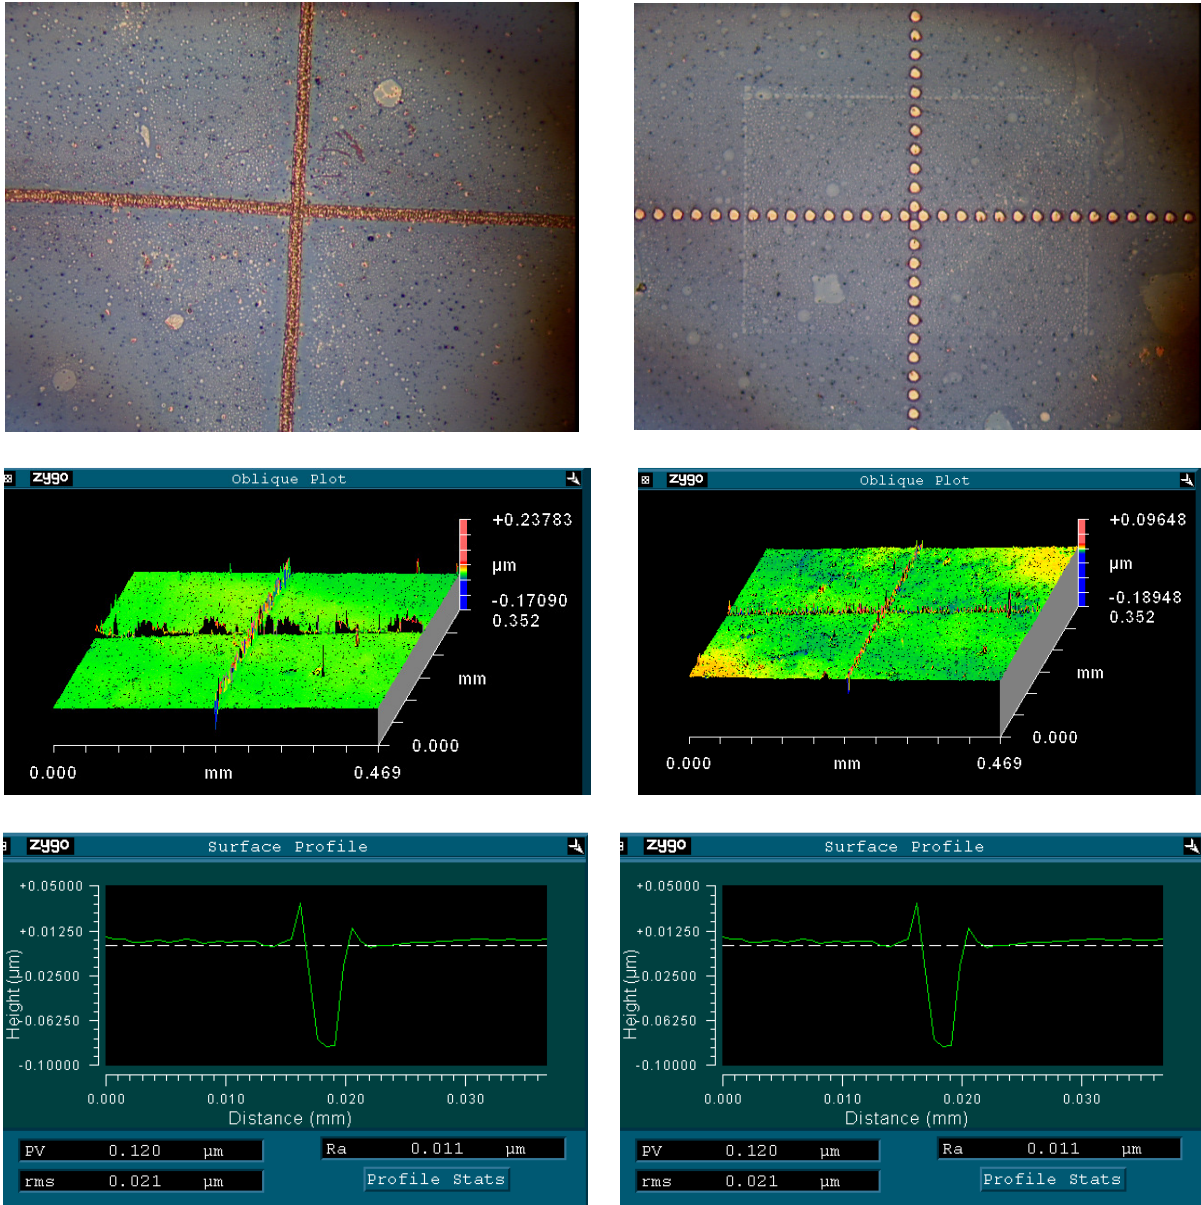 zygo Oblique Plot
+0.23783
µm
-0.17090
0.352
mm
0.000
0.000 mm 0.469
zygo Oblique Plot
+0.09648
µm
-0.18948
0.352
mm
0.000
0.000 mm 0.469
zygo Surface Profile
+0.05000
+0.01250
-0.02500
-0.06250
-0.10000
Height (µm)
0.000 0.010 0.020 0.030
Distance (mm)
PV 0.120 µm
Ra 0.011 µm
rms 0.021 µm
Profile Stats
zygo Surface Profile
+0.05000
+0.01250
-0.02500
-0.06250
-0.10000
Height (µm)
0.000 0.010 0.020 0.030
Distance (mm)
PV 0.120 µm
Ra 0.011 µm
rms 0.021 µm
Profile Stats